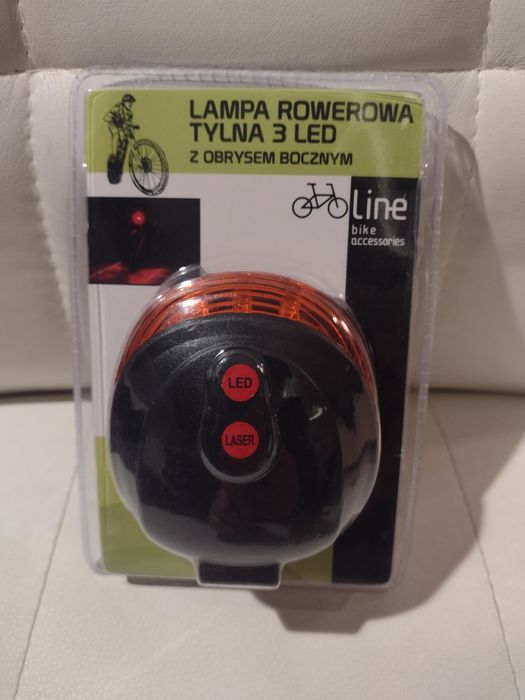 LAMPA ROWEROWA
TYLNA 3 LED
Z OBRYSEM BOCZNYM
line
bike
accessories
LED
LASER